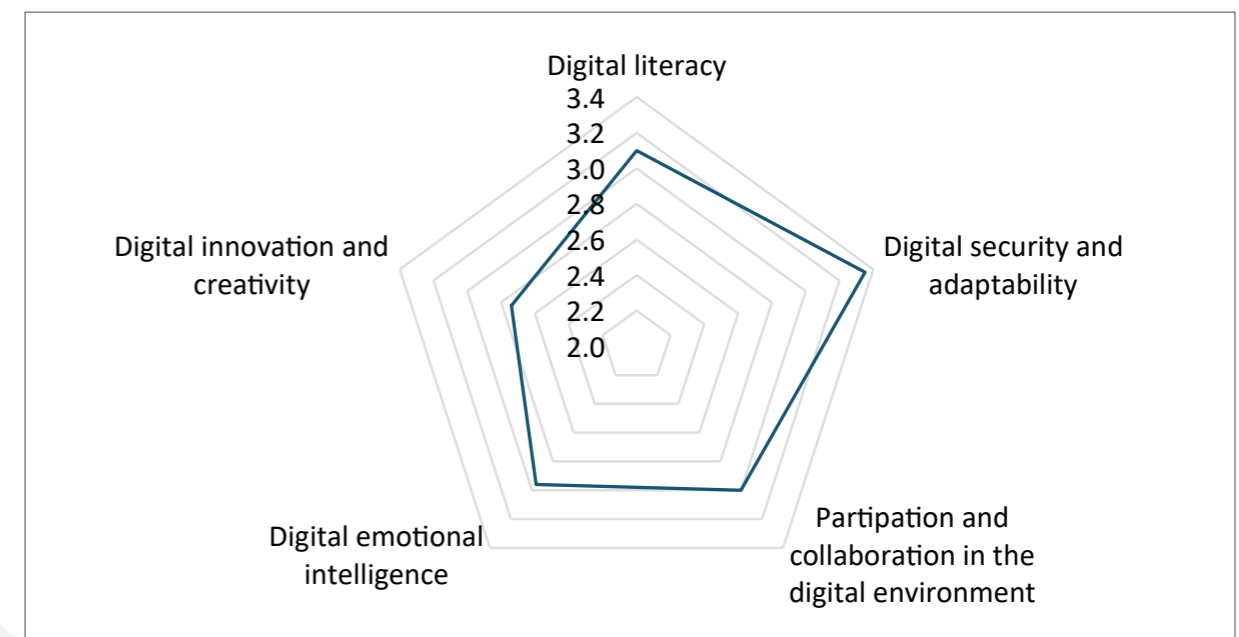 Digital literacy
3.4
3.2
3.0
2.8
2.6
2.4
2.2
2.0
Digital innovation and
creativity
Digital security and
adaptability
Digital emotional
intelligence
Partipation and
collaboration in the
digital environment